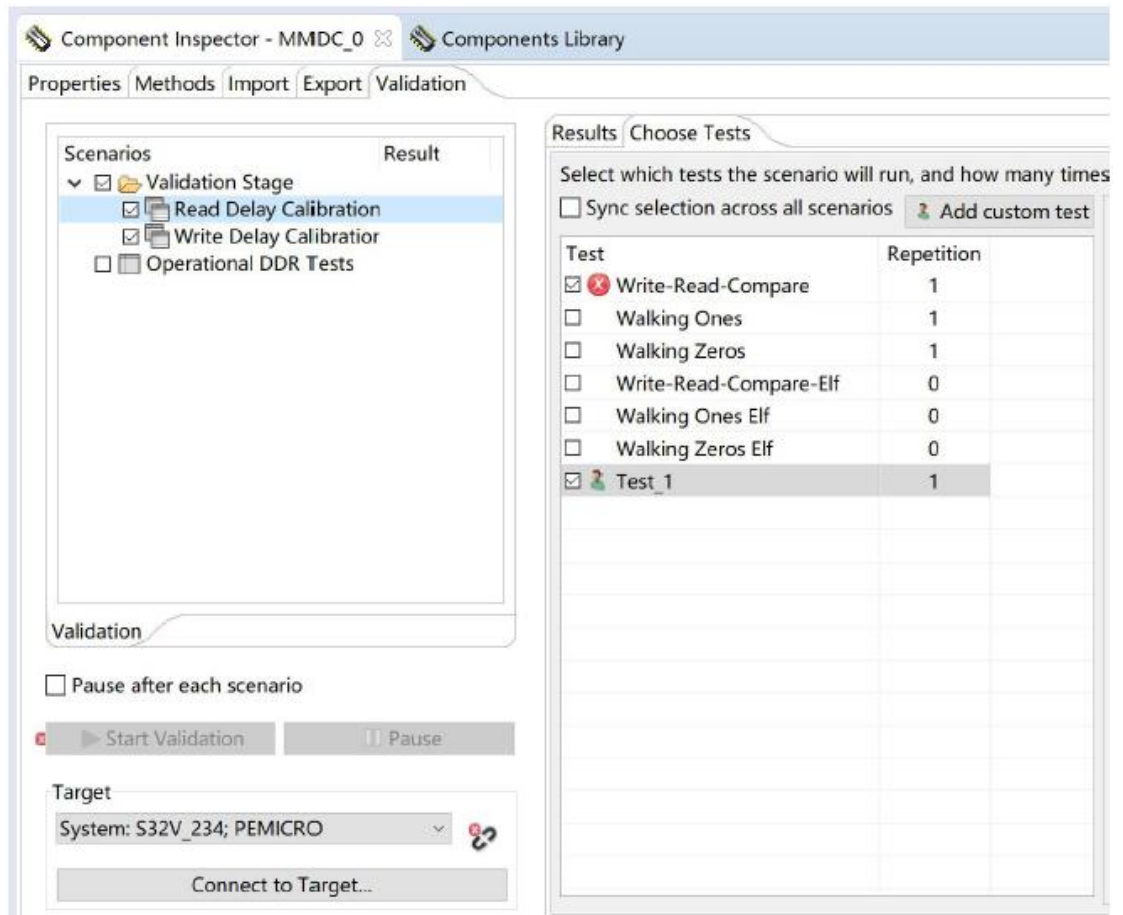 Component Inspector - MMDC_0 Components Library
Properties Methods Import Export Validation
Scenarios Result
Validation Stage
Read Delay Calibration
Write Delay Calibration
Operational DDR Tests
Validation
Pause after each scenario
Start Validation Pause
Target
System: S32V_234; PEMICRO
Connect to Target...
Results Choose Tests
Select which tests the scenario will run, and how many times
Sync selection across all scenarios Add custom test
Test Repetition
Write-Read-Compare 1
Walking Ones 1
Walking Zeros 1
Write-Read-Compare-Elf 0
Walking Ones Elf 0
Walking Zeros Elf 0
Test_1 1